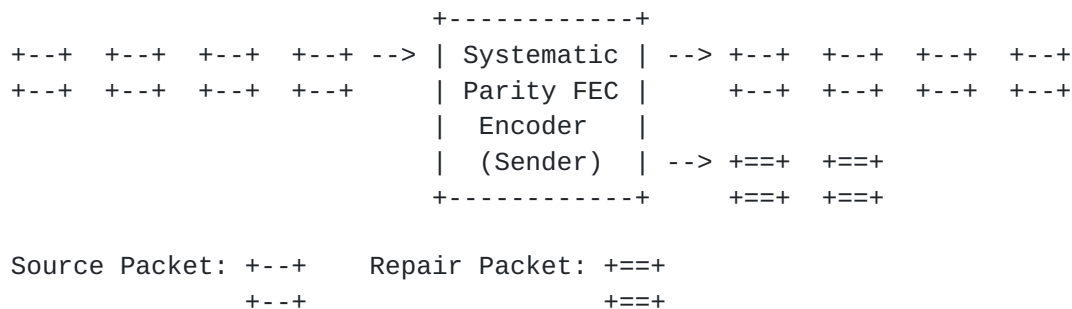 +------------+
+--+  +--+  +--+  +--+ --> | Systematic | --> +--+  +--+  +--+  +--+
+--+  +--+  +--+  +--+     | Parity FEC |     +--+  +--+  +--+  +--+
                           |  Encoder   |
                           |  (Sender)  | --> +==+  +==+
                           +------------+     +==+  +==+

Source Packet: +--+    Repair Packet: +==+
               +--+                   +==+